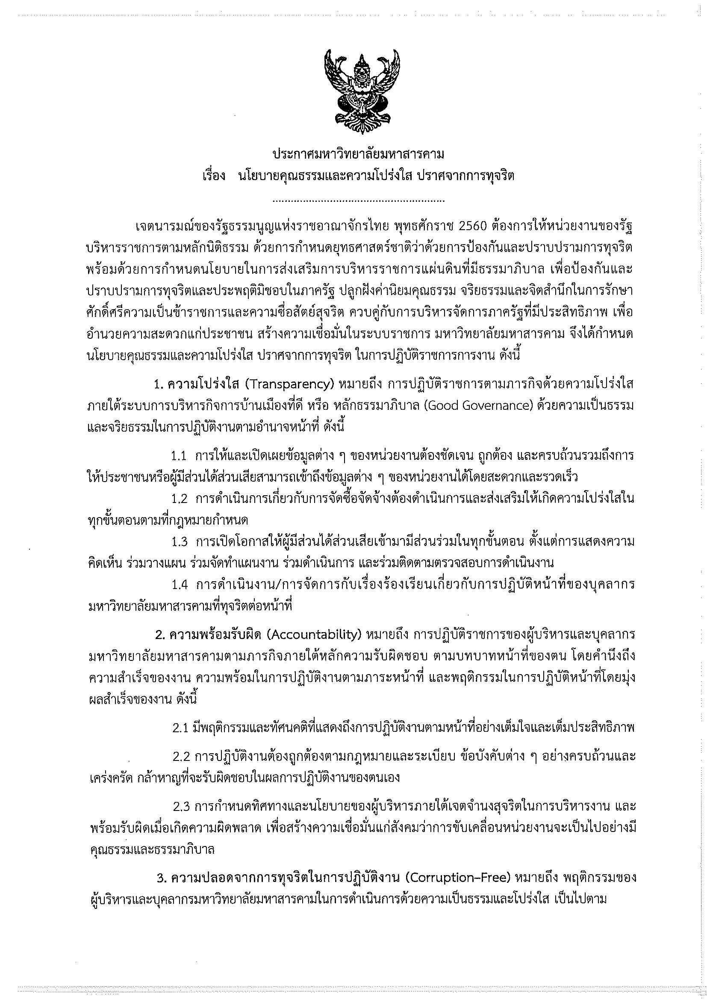 ประกาศมหาวิทยาลัยมหาสารคาม
เรื่อง นโยบายคุณธรรมและความโปร่งใส ปราศจากการทุจริต
.........................................................
เจตนารมณ์ของรัฐธรรมนูญแห่งราชอาณาจักรไทย พุทธศักราช 2560 ต้องการให้หน่วยงานของรัฐ
บริหารราชการตามหลักนิติธรรม ด้วยการกำหนดยุทธศาสตร์ชาติว่าด้วยการป้องกันและปราบปรามการทุจริต
พร้อมด้วยการกำหนดนโยบายในการส่งเสริมการบริหารราชการแผ่นดินที่มีธรรมาภิบาล เพื่อป้องกันและ
ปราบปรามการทุจริตและประพฤติมิชอบในภาครัฐ ปลูกฝังค่านิยมคุณธรรม จริยธรรมและจิตสำนึกในการรักษา
ศักดิ์ศรีความเป็นข้าราชการและความซื่อสัตย์สุจริต ควบคู่กับการบริหารจัดการภาครัฐที่มีประสิทธิภาพ เพื่อ
อำนวยความสะดวกแก่ประชาชน สร้างความเชื่อมั่นในระบบราชการ มหาวิทยาลัยมหาสารคาม จึงได้กำหนด
นโยบายคุณธรรมและความโปร่งใส ปราศจากการทุจริต ในการปฏิบัติราชการการงาน ดังนี้
1. ความโปร่งใส (Transparency) หมายถึง การปฏิบัติราชการตามภารกิจด้วยความโปร่งใส
ภายใต้ระบบการบริหารกิจการบ้านเมืองที่ดี หรือ หลักธรรมาภิบาล (Good Governance) ด้วยความเป็นธรรม
และจริยธรรมในการปฏิบัติงานตามอำนาจหน้าที่ ดังนี้
1.1 การให้และเปิดเผยข้อมูลต่าง ๆ ของหน่วยงานต้องชัดเจน ถูกต้อง และครบถ้วนรวมถึงการ
ให้ประชาชนหรือผู้มีส่วนได้ส่วนเสียสามารถเข้าถึงข้อมูลต่าง ๆ ของหน่วยงานได้โดยสะดวกและรวดเร็ว
1.2 การดำเนินการเกี่ยวกับการจัดซื้อจัดจ้างต้องดำเนินการและส่งเสริมให้เกิดความโปร่งใสใน
ทุกขั้นตอนตามที่กฎหมายกำหนด
1.3 การเปิดโอกาสให้ผู้มีส่วนได้ส่วนเสียเข้ามามีส่วนร่วมในทุกขั้นตอน ตั้งแต่การแสดงความ
คิดเห็น ร่วมวางแผน ร่วมจัดทำแผนงาน ร่วมดำเนินการ และร่วมติดตามตรวจสอบการดำเนินงาน
1.4 การดำเนินงาน/การจัดการกับเรื่องร้องเรียนเกี่ยวกับการปฏิบัติหน้าที่ของบุคลากร
มหาวิทยาลัยมหาสารคามที่ทุจริตต่อหน้าที่
2. ความพร้อมรับผิด (Accountability) หมายถึง การปฏิบัติราชการของผู้บริหารและบุคลากร
มหาวิทยาลัยมหาสารคามตามภารกิจภายใต้หลักความรับผิดชอบ ตามบทบาทหน้าที่ของตน โดยคำนึงถึง
ความสำเร็จของงาน ความพร้อมในการปฏิบัติงานตามภาระหน้าที่ และพฤติกรรมในการปฏิบัติหน้าที่โดยมุ่ง
ผลสำเร็จของงาน ดังนี้
2.1 มีพฤติกรรมและทัศนคติที่แสดงถึงการปฏิบัติงานตามหน้าที่อย่างเต็มใจและเต็มประสิทธิภาพ
2.2 การปฏิบัติงานต้องถูกต้องตามกฎหมายและระเบียบ ข้อบังคับต่าง ๆ อย่างครบถ้วนและ
เคร่งครัด กล้าหาญที่จะรับผิดชอบในผลการปฏิบัติงานของตนเอง
2.3 การกำหนดทิศทางและนโยบายของผู้บริหารภายใต้เจตจำนงสุจริตในการบริหารงาน และ
พร้อมรับผิดเมื่อเกิดความผิดพลาด เพื่อสร้างความเชื่อมั่นแก่สังคมว่าการขับเคลื่อนหน่วยงานจะเป็นไปอย่างมี
คุณธรรมและธรรมาภิบาล
3. ความปลอดจากการทุจริตในการปฏิบัติงาน (Corruption–Free) หมายถึง พฤติกรรมของ
ผู้บริหารและบุคลากรมหาวิทยาลัยมหาสารคามในการดำเนินการด้วยความเป็นธรรมและโปร่งใส เป็นไปตาม